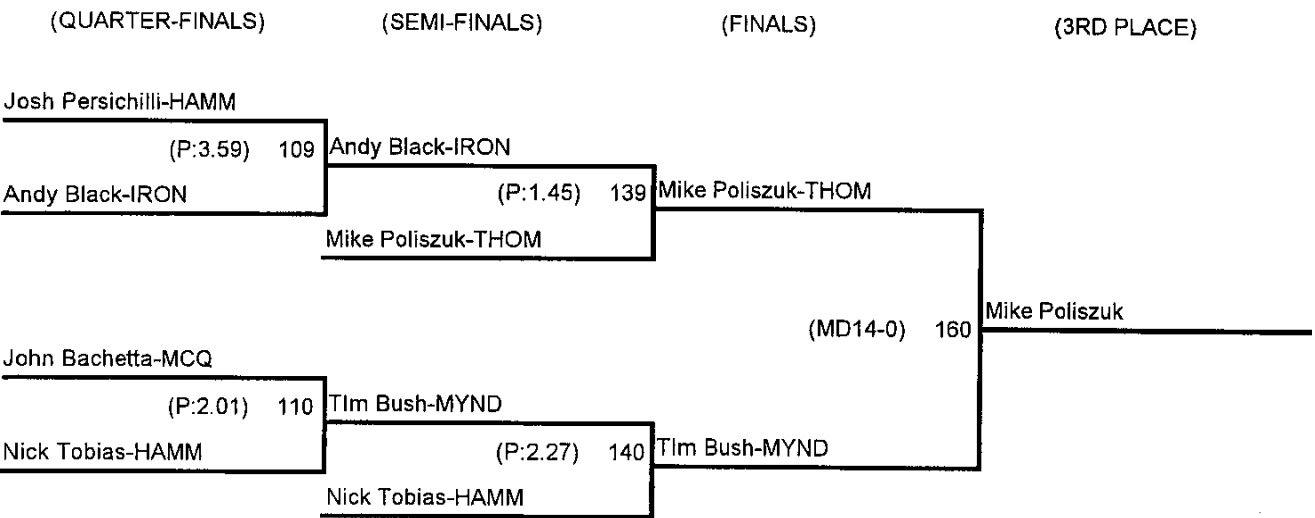 (QUARTER-FINALS) (SEMI-FINALS) (FINALS) (3RD PLACE)
Josh Persichilli-HAMM
(P:3.59) 109 Andy Black-IRON
Andy Black-IRON (P:1.45) 139 Mike Poliszuk-THOM
Mike Poliszuk-THOM
(MD14-0) 160 Mike Poliszuk
John Bachetta-MCQ
(P:2.01) 110 TIm Bush-MYND
Nick Tobias-HAMM (P:2.27) 140 TIm Bush-MYND
Nick Tobias-HAMM